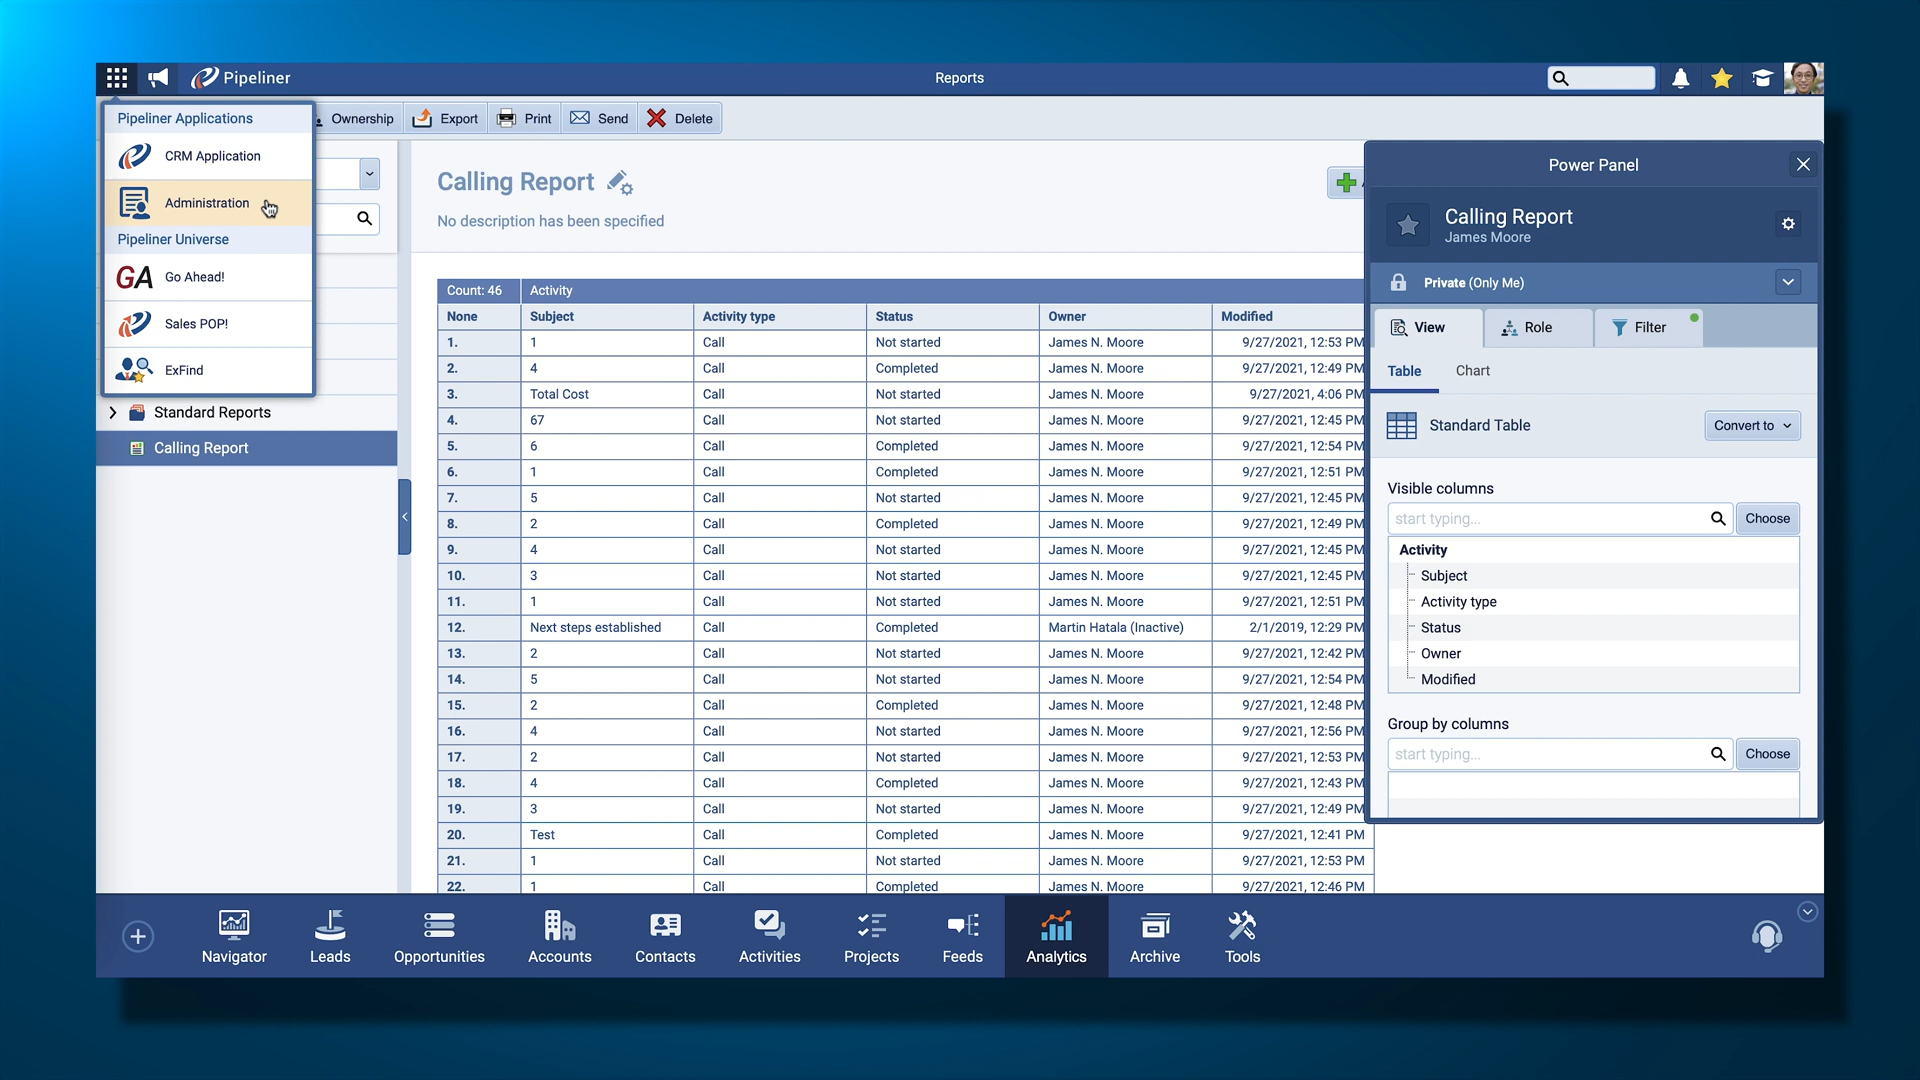 Pipeliner
Reports
Pipeliner Applications
CRM Application
Administration
Pipeliner Universe
GA Go Ahead!
Sales POP!
ExFind
Ownership
Export
Print
Send
Delete
Standard Reports
Calling Report
Calling Report
No description has been specified
Count: 46 Activity
None Subject Activity type Status Owner Modified
1. 1 Call Not started James N. Moore 9/27/2021, 12:53 PM
2. 4 Call Completed James N. Moore 9/27/2021, 12:49 PM
3. Total Cost Call Not started James N. Moore 9/27/2021, 4:06 PM
4. 67 Call Not started James N. Moore 9/27/2021, 12:45 PM
5. 6 Call Completed James N. Moore 9/27/2021, 12:54 PM
6. 1 Call Completed James N. Moore 9/27/2021, 12:51 PM
7. 5 Call Not started James N. Moore 9/27/2021, 12:45 PM
8. 2 Call Completed James N. Moore 9/27/2021, 12:49 PM
9. 4 Call Not started James N. Moore 9/27/2021, 12:45 PM
10. 3 Call Not started James N. Moore 9/27/2021, 12:45 PM
11. 1 Call Not started James N. Moore 9/27/2021, 12:51 PM
12. Next steps established Call Completed Martin Hatala (Inactive) 2/1/2019, 12:29 PM
13. 2 Call Not started James N. Moore 9/27/2021, 12:42 PM
14. 5 Call Not started James N. Moore 9/27/2021, 12:54 PM
15. 2 Call Completed James N. Moore 9/27/2021, 12:48 PM
16. 4 Call Not started James N. Moore 9/27/2021, 12:56 PM
17. 2 Call Not started James N. Moore 9/27/2021, 12:53 PM
18. 4 Call Completed James N. Moore 9/27/2021, 12:43 PM
19. 3 Call Not started James N. Moore 9/27/2021, 12:49 PM
20. Test Call Completed James N. Moore 9/27/2021, 12:41 PM
21. 1 Call Not started James N. Moore 9/27/2021, 12:53 PM
22. 1 Call Completed James N. Moore 9/27/2021, 12:46 PM
Power Panel
Calling Report
James Moore
Private (Only Me)
View Role Filter
Table Chart
Standard Table Convert to
Visible columns
start typing... Choose
Activity
Subject
Activity type
Status
Owner
Modified
Group by columns
start typing... Choose
Navigator Leads Opportunities Accounts Contacts Activities Projects Feeds Analytics Archive Tools